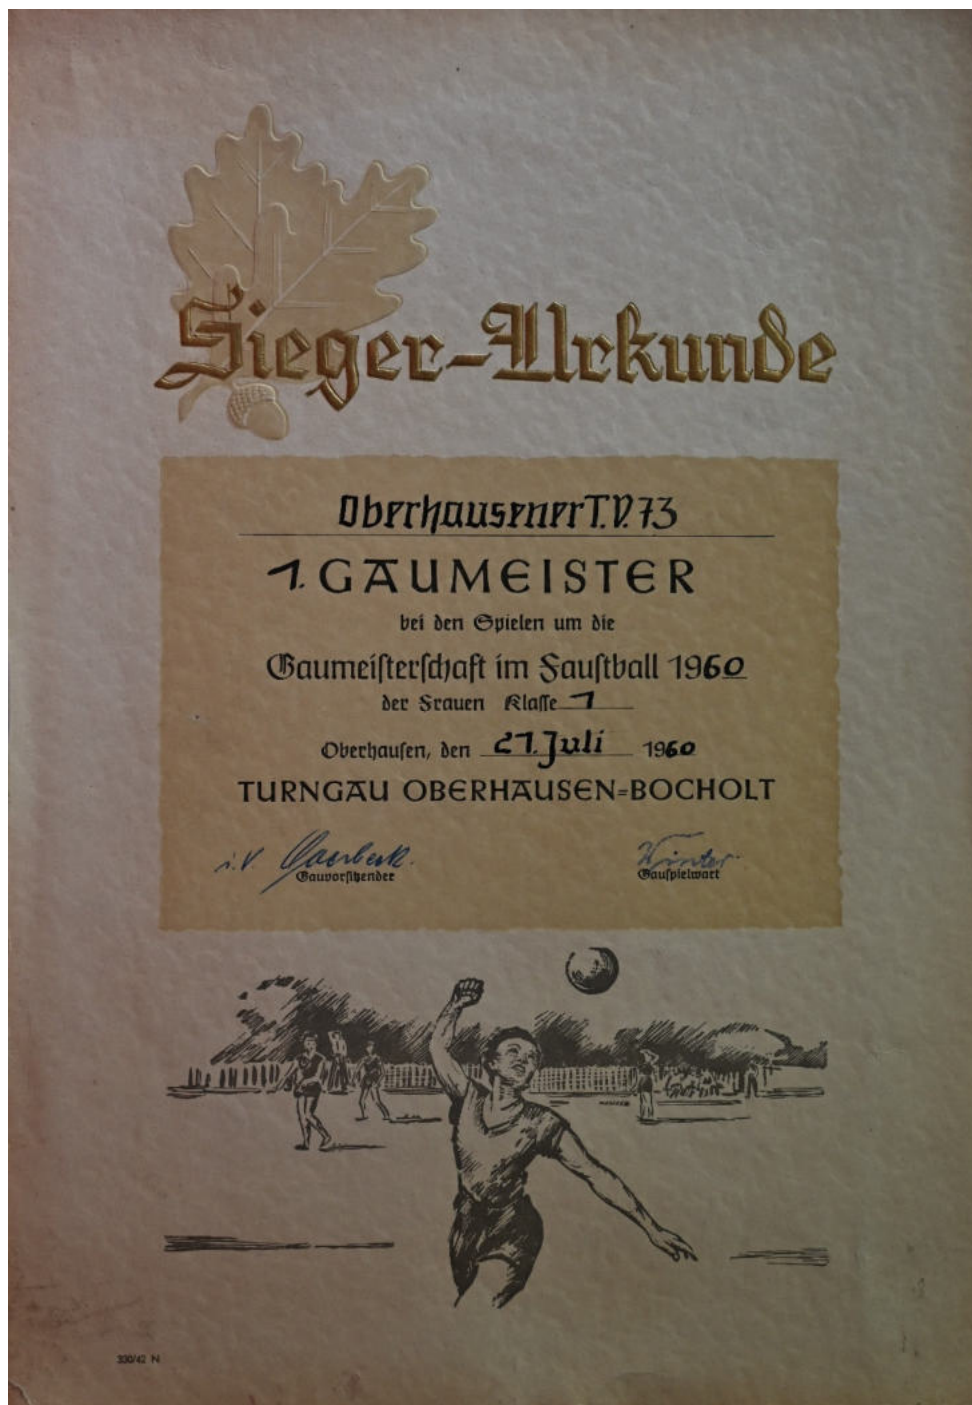 Sieger-Urkunde
Oberhausener T.V. 73
1. GAUMEISTER
bei den Spielen um die
Gaumeisterschaft im Faustball 1960
der Frauen Klasse 1
Oberhausen, den 21. Juli 1960
TURNGAU OBERHAUSEN=BOCHOLT
i.V.
Winter
Gauvorsitzender Gauspielwart
330/42 N